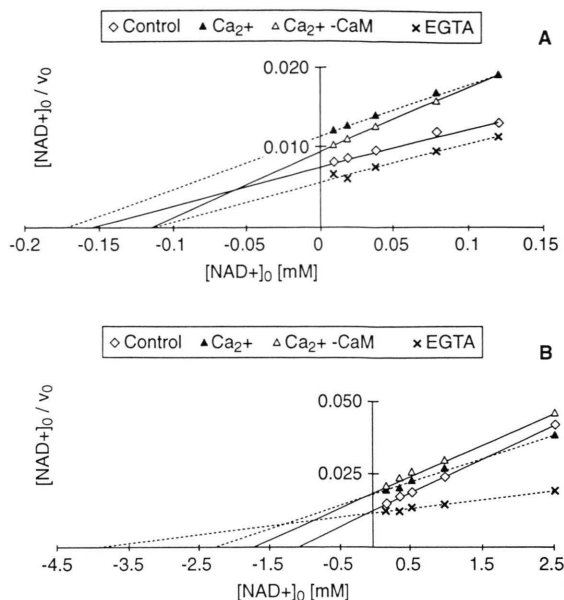 ◇ Control ▲ Ca2+ △ Ca2+ -CaM × EGTA
A
[NAD+]0 / v0
0.020
0.010
-0.2 -0.15 -0.1 -0.05 0 0.05 0.1 0.15
[NAD+]0 [mM]
◇ Control ▲ Ca2+ △ Ca2+ -CaM × EGTA
B
[NAD+]0 / v0
0.050
0.025
-4.5 -3.5 -2.5 -1.5 -0.5 0.5 1.5 2.5
[NAD+]0 [mM]